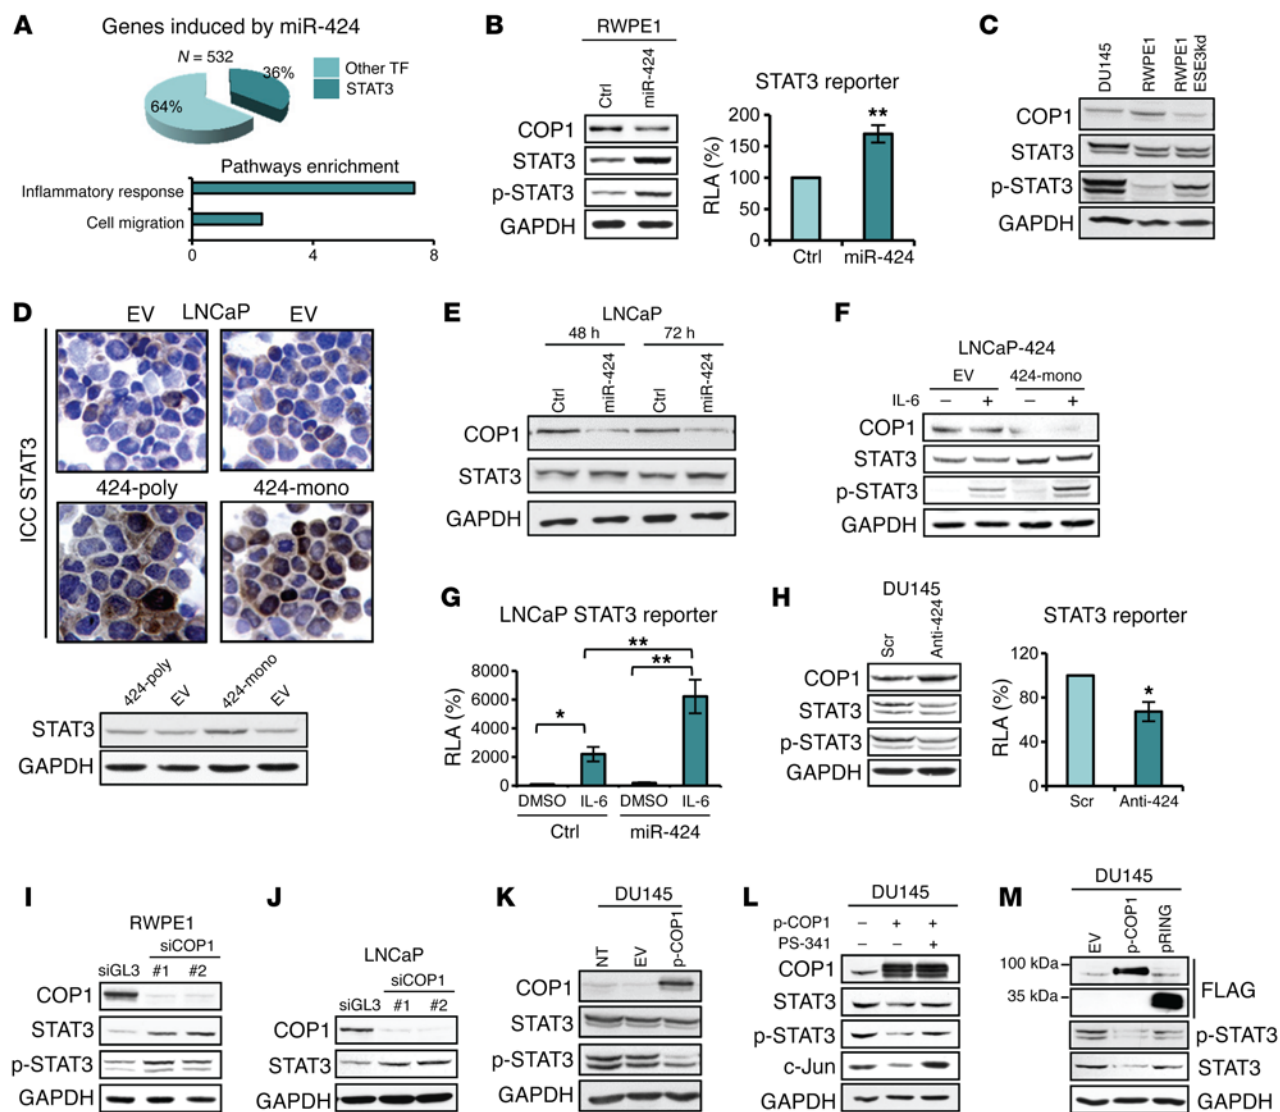 A
Genes induced by miR-424
N = 532
36%
64%
Other TF
STAT3
Pathways enrichment
Inflammatory response
Cell migration
0 4 8
B
RWPE1
Ctrl
miR-424
COP1
STAT3
p-STAT3
GAPDH
STAT3 reporter
RLA (%)
200
150
100
50
0
**
Ctrl miR-424
C
DU145
RWPE1
RWPE1
ESE3kd
COP1
STAT3
p-STAT3
GAPDH
D
EV LNCaP EV
ICC STAT3
424-poly 424-mono
424-poly
EV
424-mono
EV
STAT3
GAPDH
E
LNCaP
48 h 72 h
Ctrl
miR-424
Ctrl
miR-424
COP1
STAT3
GAPDH
F
LNCaP-424
EV 424-mono
IL-6 – + – +
COP1
STAT3
p-STAT3
GAPDH
G
LNCaP STAT3 reporter
RLA (%)
8000
6000
4000
2000
0
*
**
**
DMSO IL-6 DMSO IL-6
Ctrl miR-424
H
DU145
Scr
Anti-424
COP1
STAT3
p-STAT3
GAPDH
STAT3 reporter
RLA (%)
120
80
40
0
*
Scr Anti-424
I
RWPE1
siCOP1
siGL3 #1 #2
COP1
STAT3
p-STAT3
GAPDH
J
LNCaP
siCOP1
siGL3 #1 #2
COP1
STAT3
GAPDH
K
DU145
NT
EV
p-COP1
COP1
STAT3
p-STAT3
GAPDH
L
DU145
p-COP1 – + +
PS-341 – – +
COP1
STAT3
p-STAT3
c-Jun
GAPDH
M
DU145
EV
p-COP1
pRING
100 kDa
35 kDa
FLAG
p-STAT3
STAT3
GAPDH